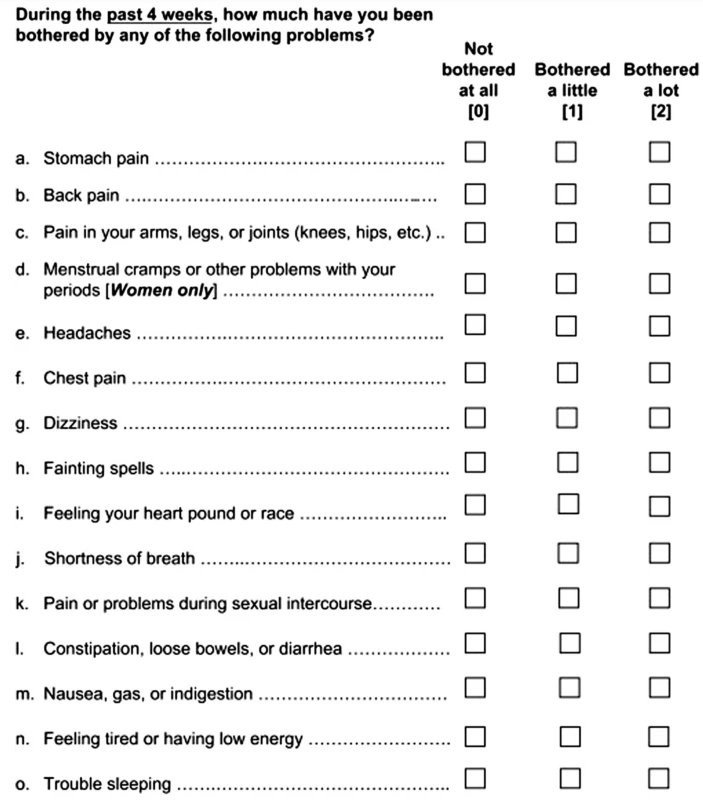 During the past 4 weeks, how much have you been
bothered by any of the following problems?
Not
bothered
at all
[0]
Bothered
a little
[1]
Bothered
a lot
[2]
a. Stomach pain ..................................................
b. Back pain ......................................................
c. Pain in your arms, legs, or joints (knees, hips, etc.) ..
d. Menstrual cramps or other problems with your
periods [Women only] .....................................
e. Headaches ......................................................
f. Chest pain ......................................................
g. Dizziness .........................................................
h. Fainting spells ..................................................
i. Feeling your heart pound or race ..........................
j. Shortness of breath ............................................
k. Pain or problems during sexual intercourse............
l. Constipation, loose bowels, or diarrhea ..................
m. Nausea, gas, or indigestion .................................
n. Feeling tired or having low energy .........................
o. Trouble sleeping ................................................